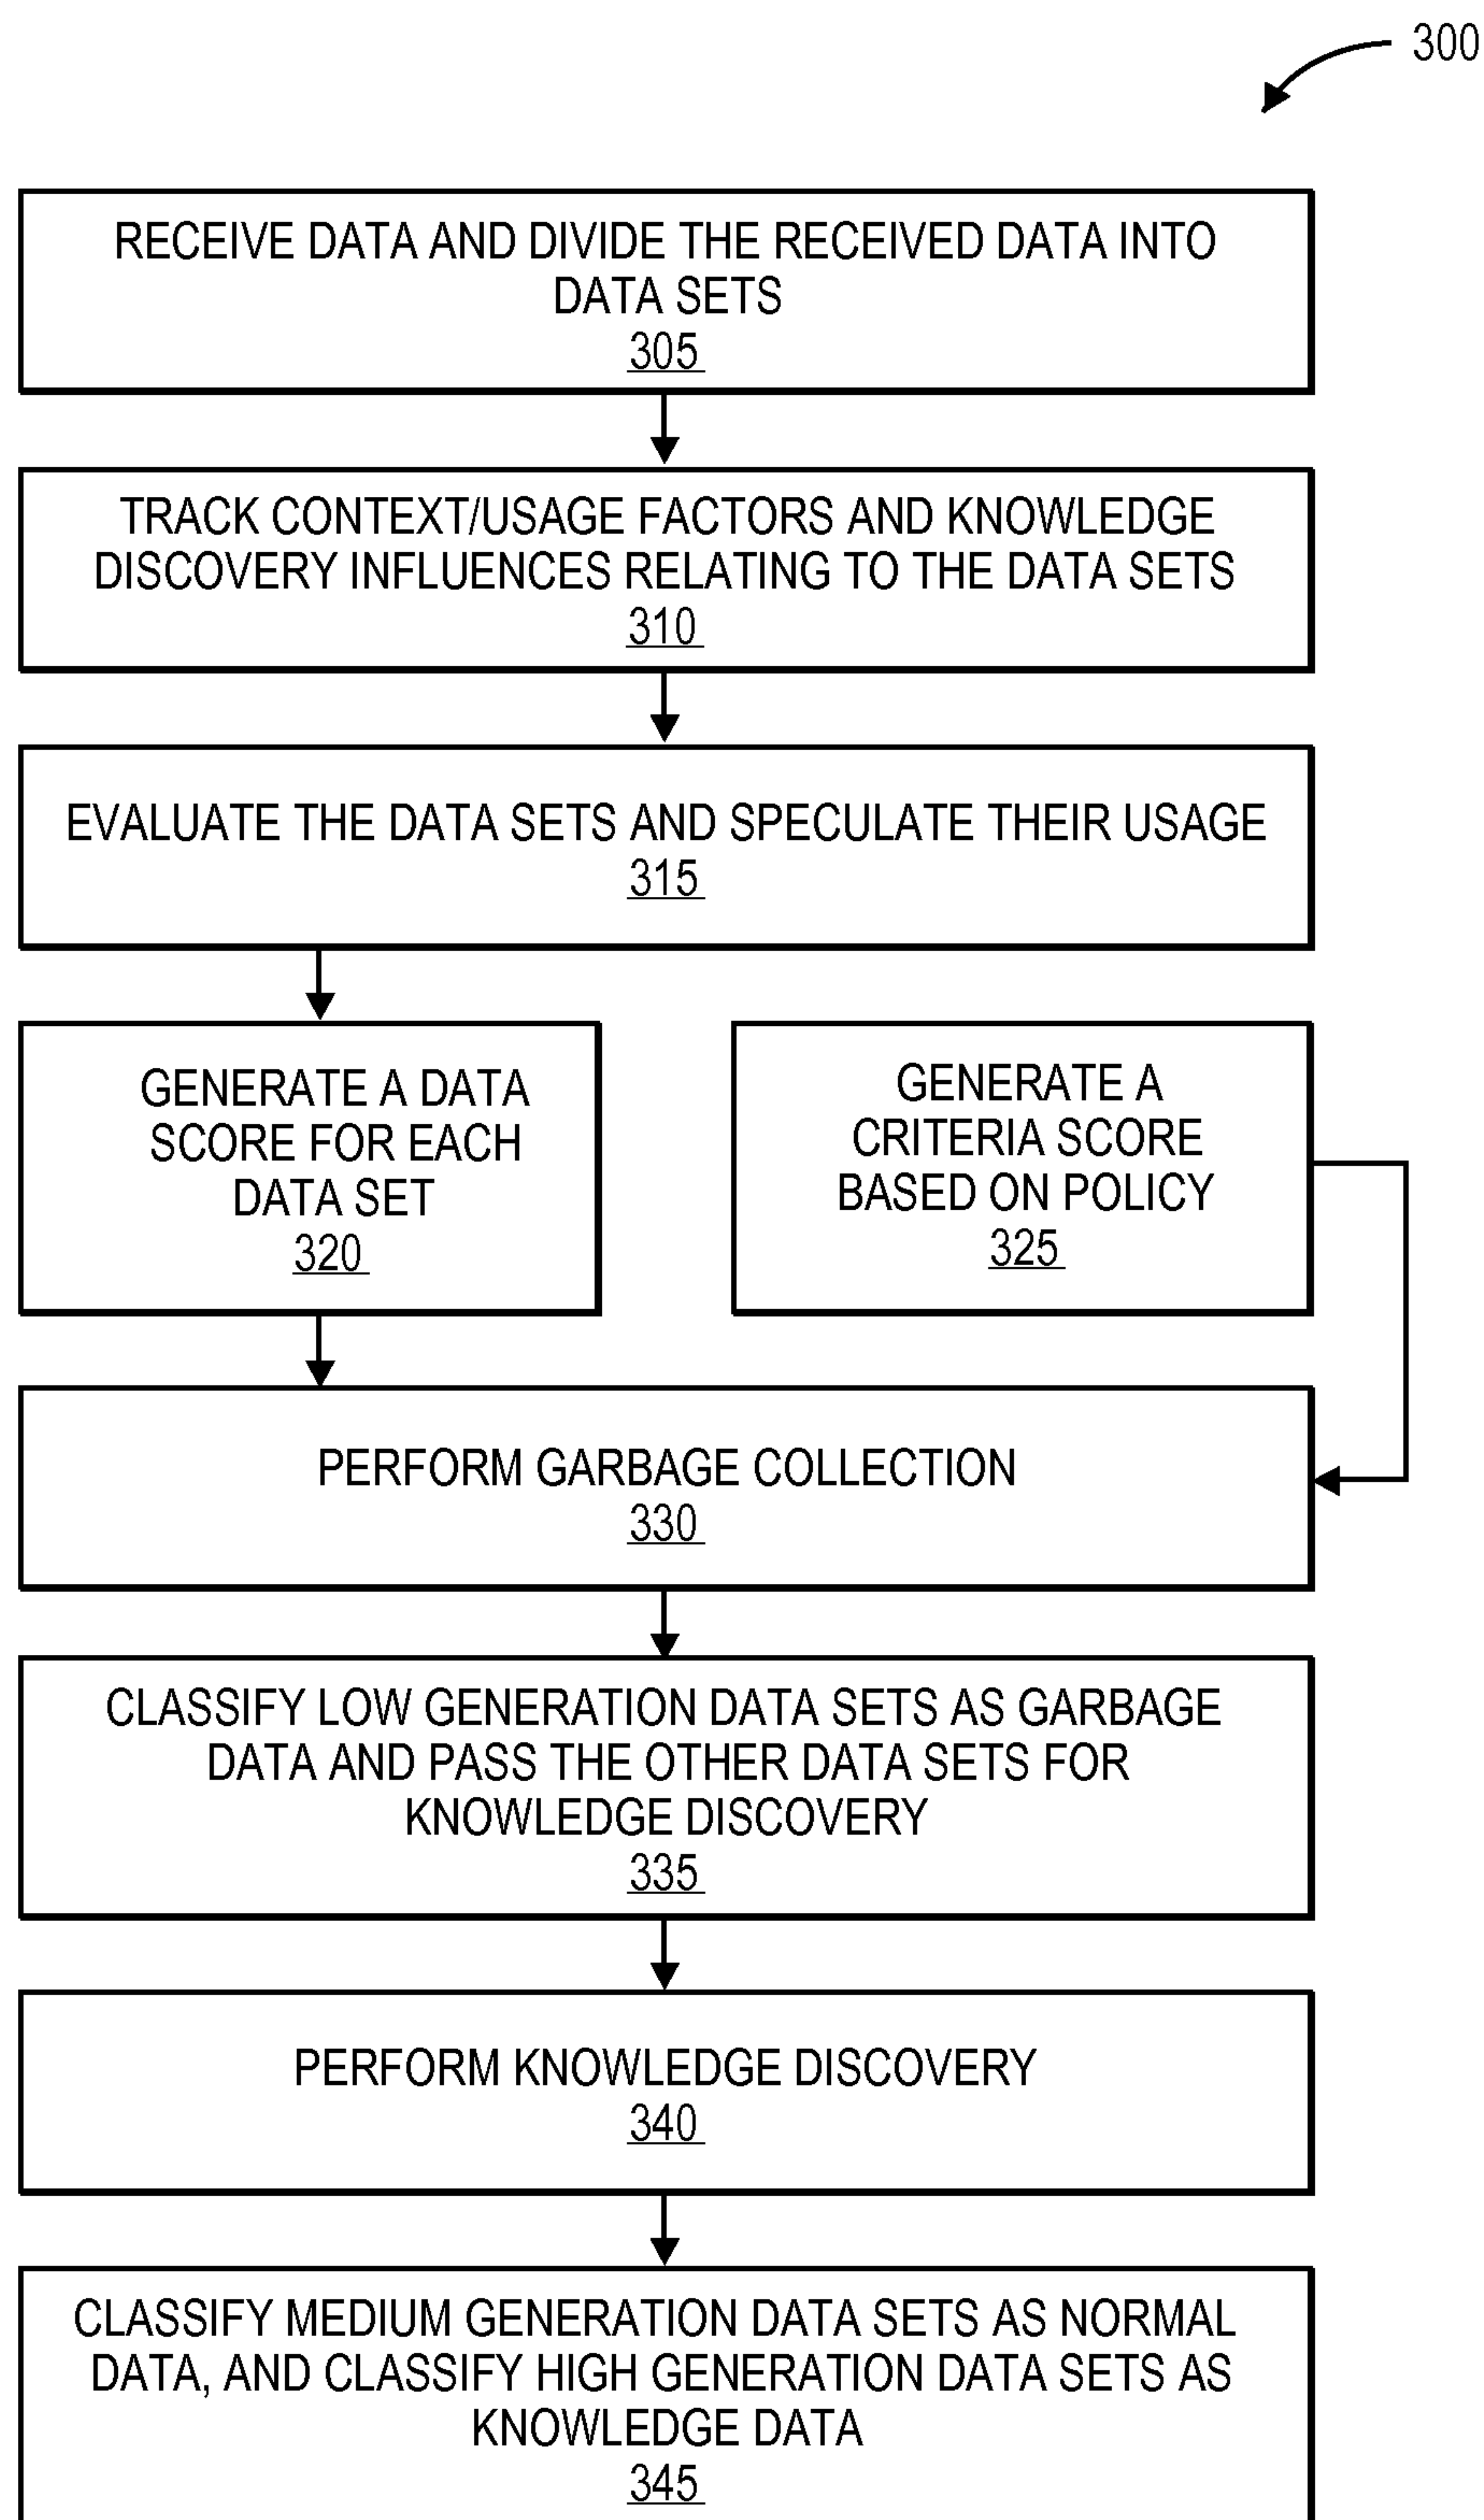 300
RECEIVE DATA AND DIVIDE THE RECEIVED DATA INTO
DATA SETS
305
TRACK CONTEXT/USAGE FACTORS AND KNOWLEDGE
DISCOVERY INFLUENCES RELATING TO THE DATA SETS
310
EVALUATE THE DATA SETS AND SPECULATE THEIR USAGE
315
GENERATE A DATA
SCORE FOR EACH
DATA SET
320
GENERATE A
CRITERIA SCORE
BASED ON POLICY
325
PERFORM GARBAGE COLLECTION
330
CLASSIFY LOW GENERATION DATA SETS AS GARBAGE
DATA AND PASS THE OTHER DATA SETS FOR
KNOWLEDGE DISCOVERY
335
PERFORM KNOWLEDGE DISCOVERY
340
CLASSIFY MEDIUM GENERATION DATA SETS AS NORMAL
DATA, AND CLASSIFY HIGH GENERATION DATA SETS AS
KNOWLEDGE DATA
345